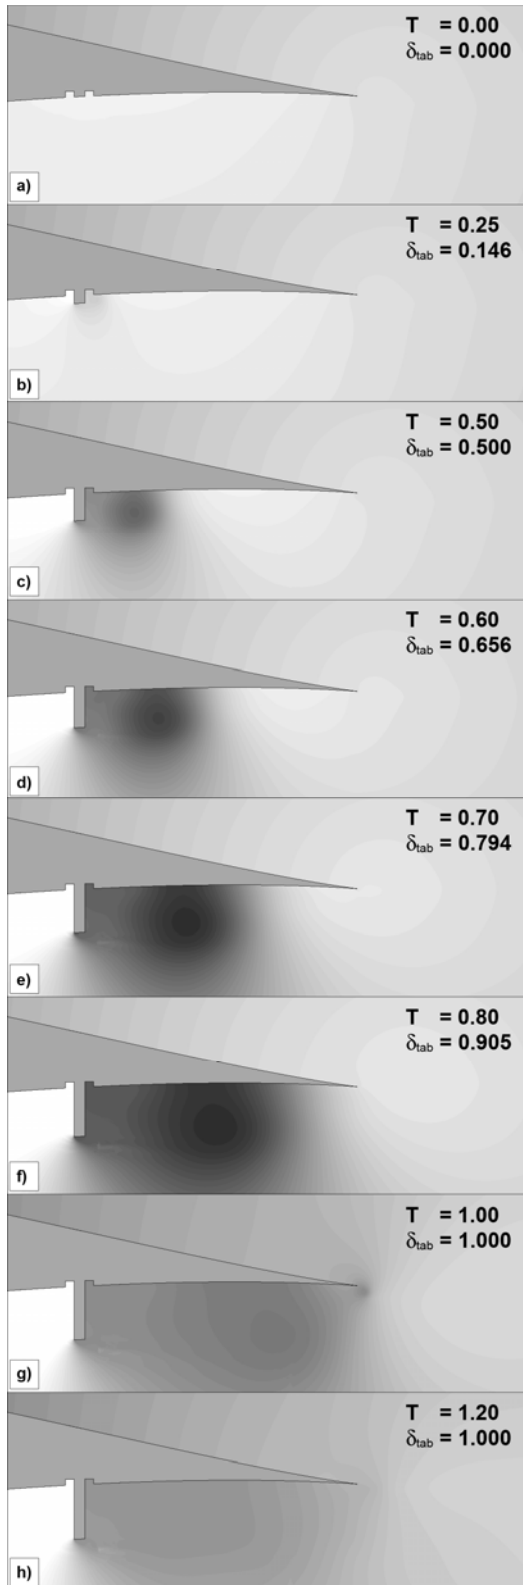 T = 0.00
δtab = 0.000
a)
T = 0.25
δtab = 0.146
b)
T = 0.50
δtab = 0.500
c)
T = 0.60
δtab = 0.656
d)
T = 0.70
δtab = 0.794
e)
T = 0.80
δtab = 0.905
f)
T = 1.00
δtab = 1.000
g)
T = 1.20
δtab = 1.000
h)